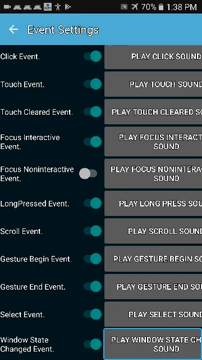 70% 1:38 PM
Event Settings
Click Event.
PLAY CLICK SOUND
Touch Event.
PLAY TOUCH SOUND
Touch Cleared Event.
PLAY TOUCH CLEARED SO
Focus Interactive
Event.
PLAY FOCUS INTERACT
SOUND
Focus Noninteractive
Event.
PLAY FOCUS NONINTERA
SOUND
LongPressed Event.
PLAY LONG PRESS SOU
Scroll Event.
PLAY SCROLL SOUND
Gesture Begin Event.
PLAY GESTURE BEGIN SO
Gesture End Event.
PLAY GESTURE END SOU
Select Event.
PLAY SELECT SOUND
Window State
Changed Event.
PLAY WINDOW STATE CH
SOUND